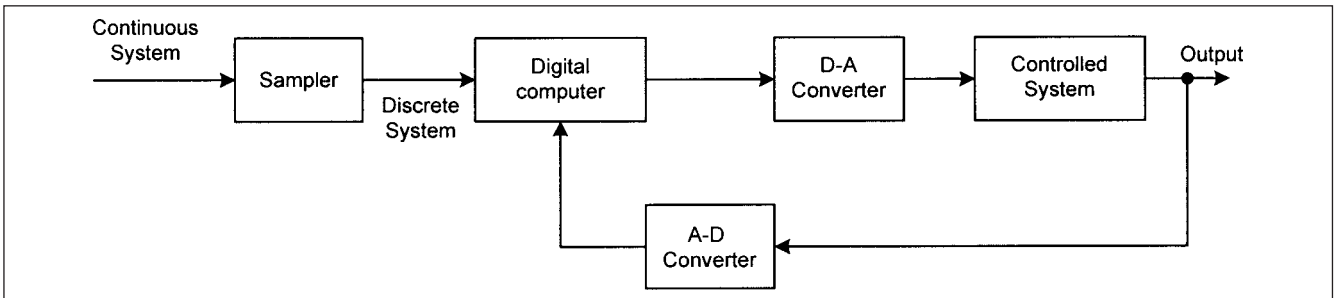 Continuous
System
Sampler
Discrete
System
Digital
computer
D-A
Converter
Controlled
System
Output
A-D
Converter